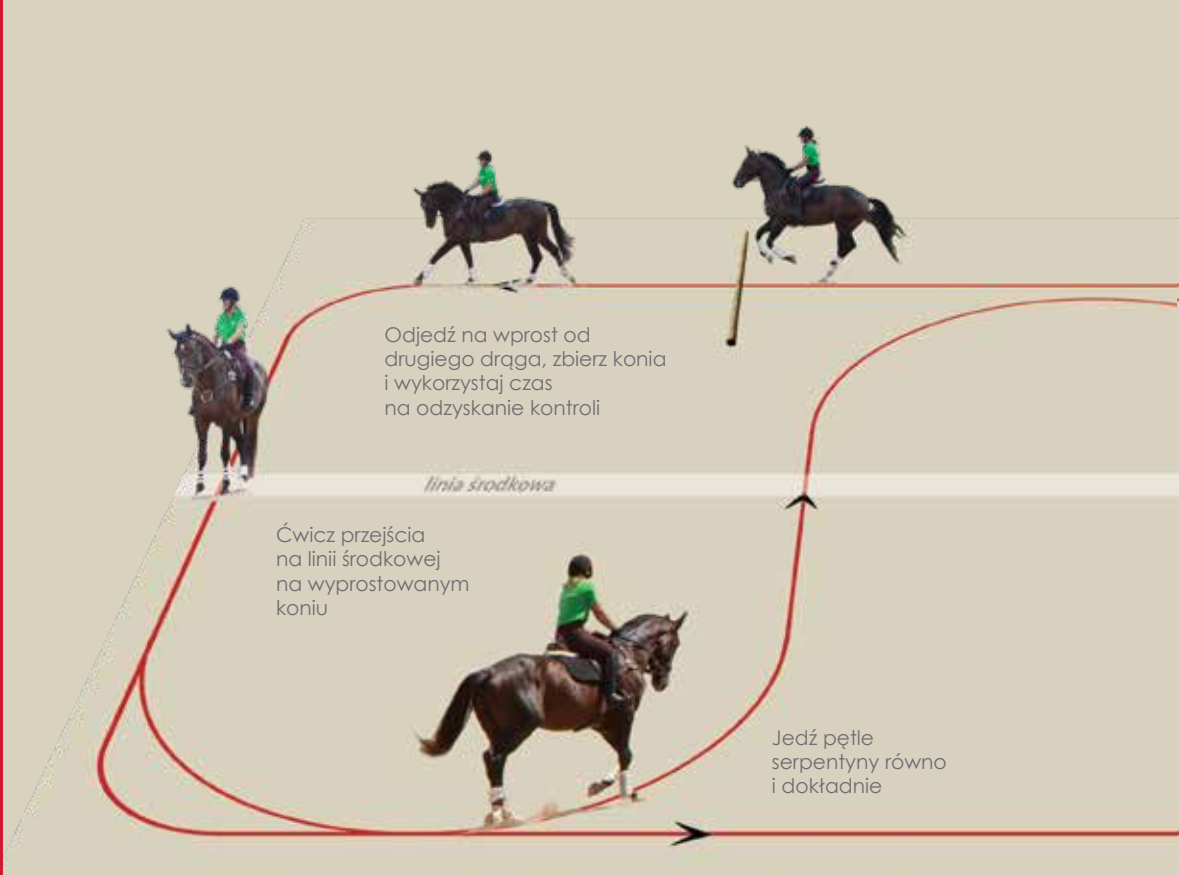 Odjedź na wprost od
drugiego drąga, zbierz konia
i wykorzystaj czas
na odzyskanie kontroli
linia środkowa
Ćwicz przejścia
na linii środkowej
na wyprostowanym
koniu
Jedź pętle
serpentyny równo
i dokładnie